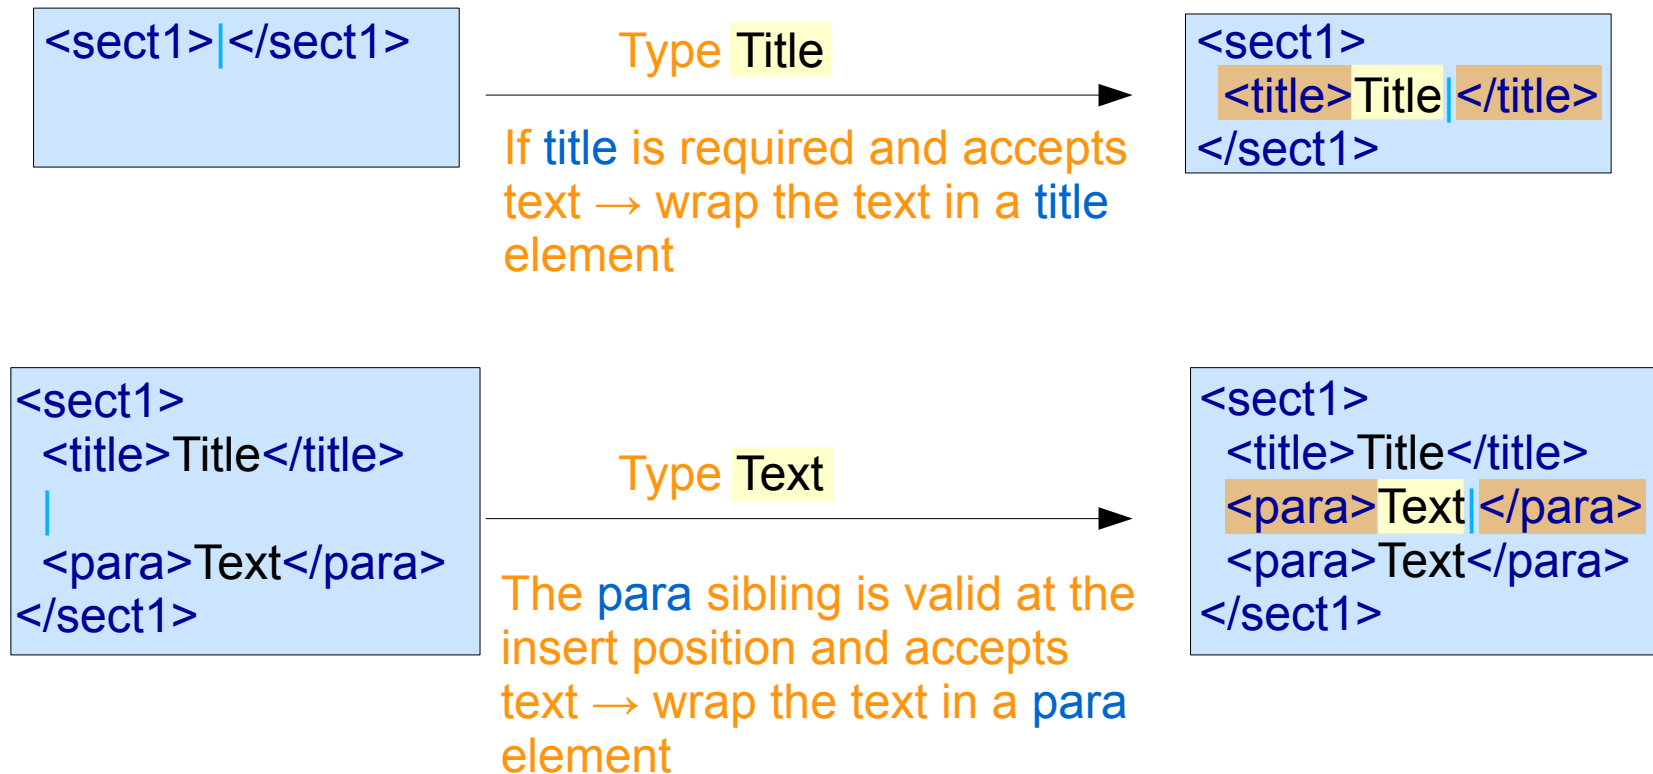 <sect1>|</sect1>
Type Title
If title is required and accepts
text → wrap the text in a title
element
<sect1>
<title>Title|</title>
</sect1>
<sect1>
<title>Title</title>
|
<para>Text</para>
</sect1>
Type Text
The para sibling is valid at the
insert position and accepts
text → wrap the text in a para
element
<sect1>
<title>Title</title>
<para>Text|</para>
<para>Text</para>
</sect1>